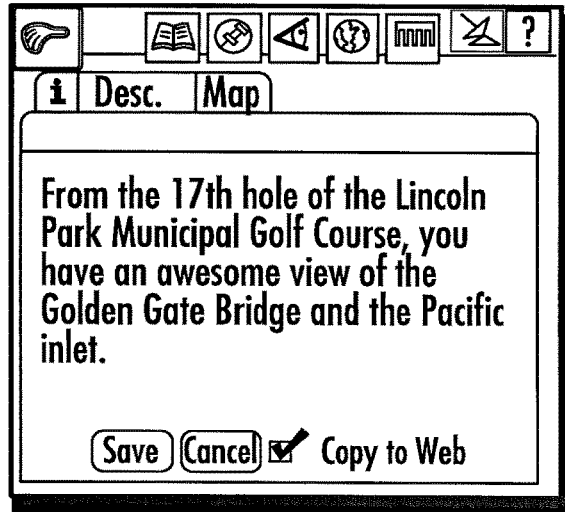 ?
i Desc. Map
From the 17th hole of the Lincoln
Park Municipal Golf Course, you
have an awesome view of the
Golden Gate Bridge and the Pacific
inlet.
Save Cancel Copy to Web